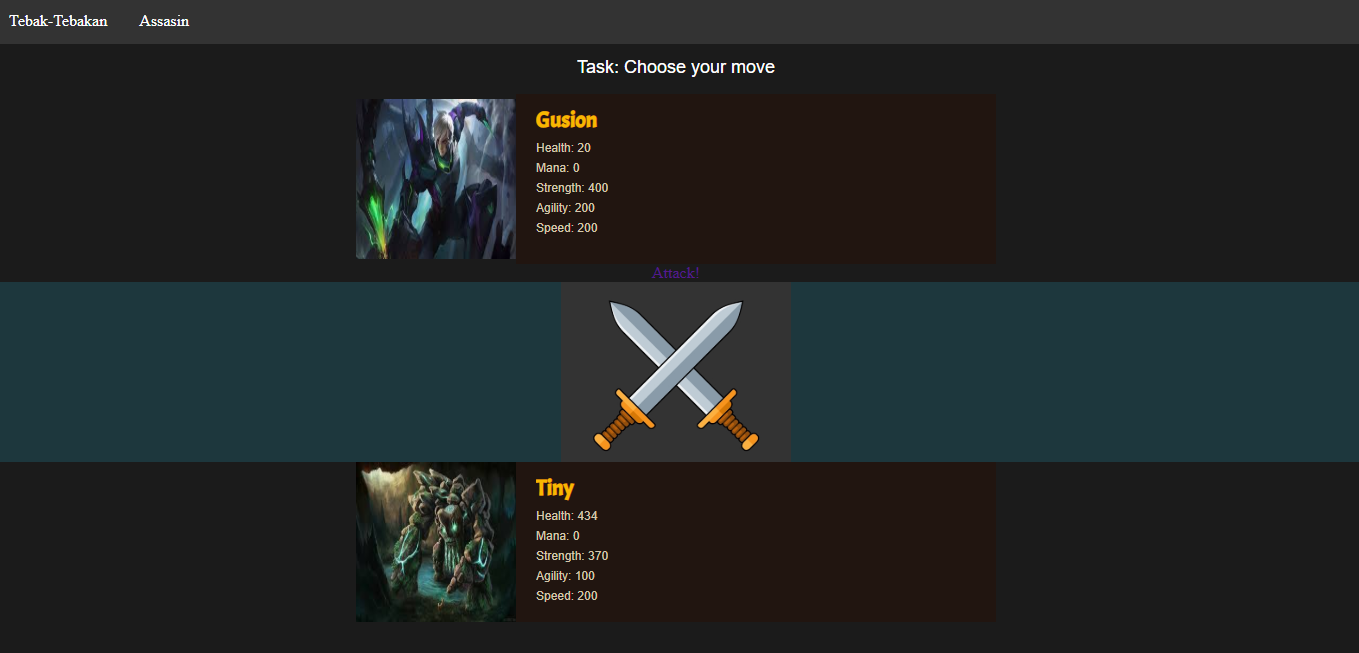 Tebak-Tebakan Assasin
Task: Choose your move
Gusion
Health: 20
Mana: 0
Strength: 400
Agility: 200
Speed: 200
Attack!
Tiny
Health: 434
Mana: 0
Strength: 370
Agility: 100
Speed: 200